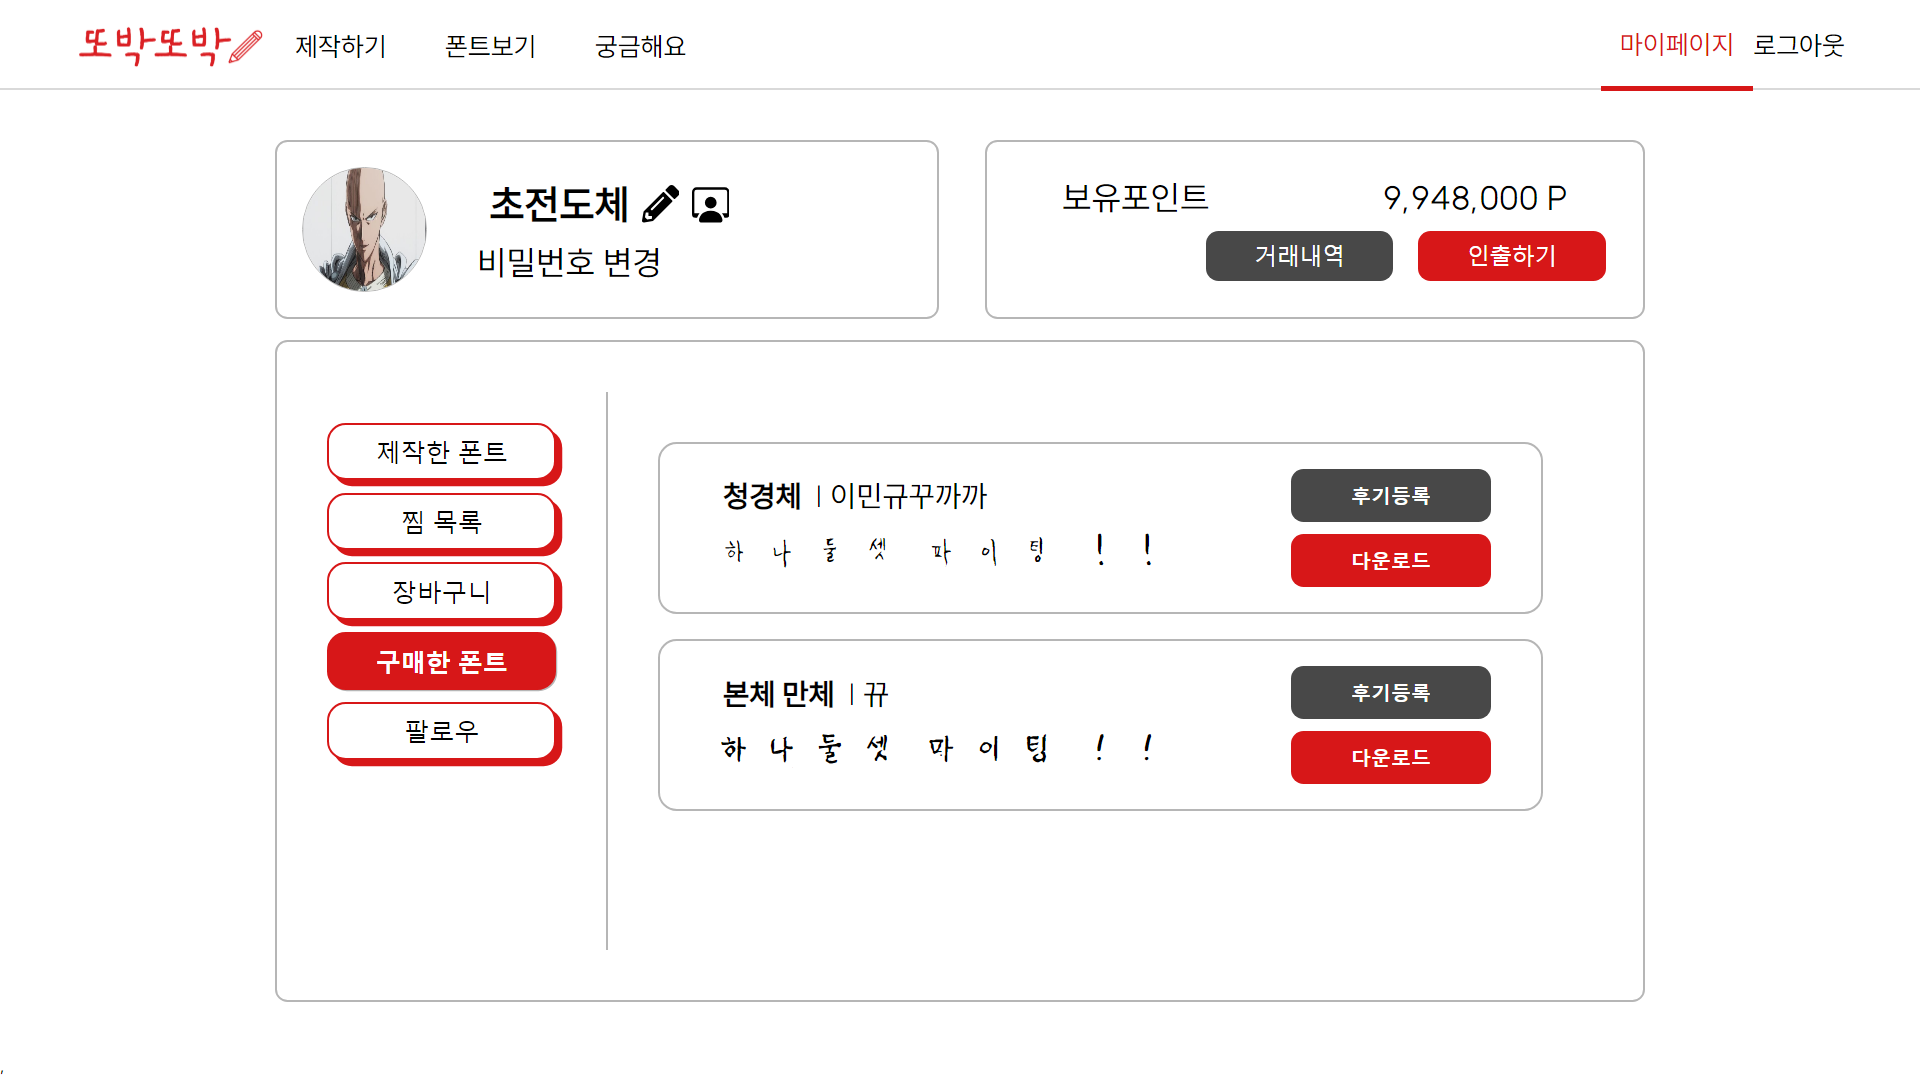 또박또박 제작하기 폰트보기 궁금해요 마이페이지 로그아웃
초전도체
비밀번호 변경
보유포인트 9,948,000 P
거래내역 인출하기
제작한 폰트
찜 목록
장바구니
구매한 폰트
팔로우
청경체 | 이민규꾸까까
하나둘셋 파이팅!!
후기등록
다운로드
본체 만체 | 뀨
하나둘셋 파이팅!!
후기등록
다운로드